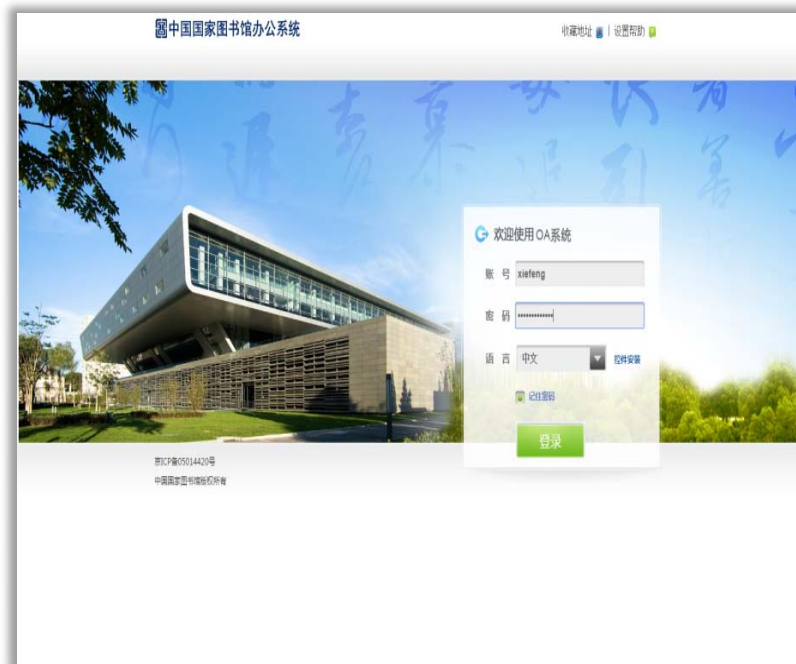 中国国家图书馆办公系统
收藏地址 | 设置帮助
欢迎使用 OA系统
账 号 xiefeng
密 码 ••••••••••••
语 言 中文 控件安装
记住密码
登录
京ICP备05014420号
中国国家图书馆版权所有